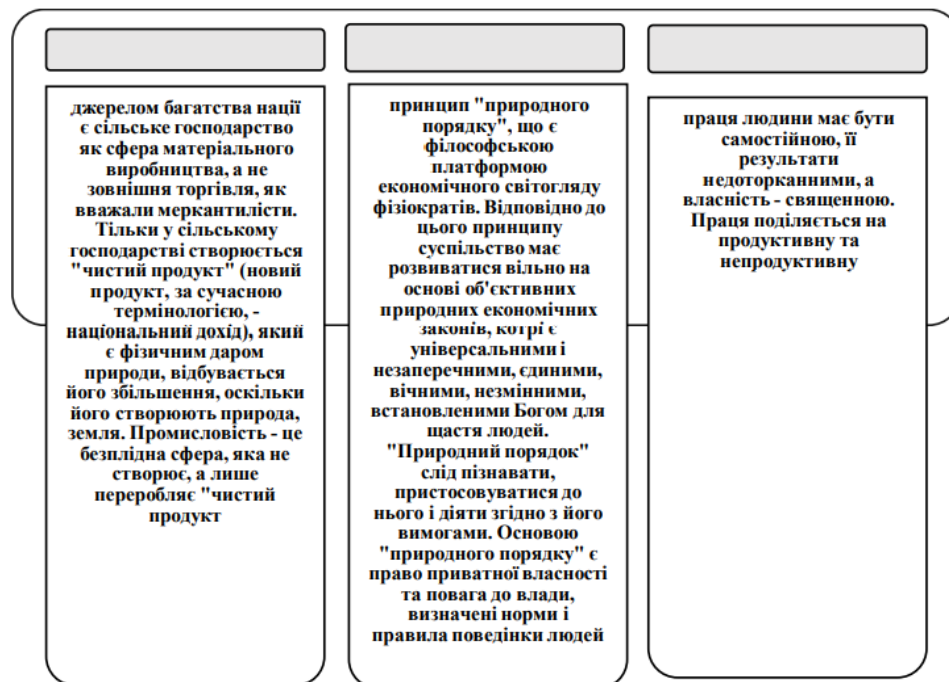 джерелом багатства нації
є сільське господарство
як сфера матеріального
виробництва, а не
зовнішня торгівля, як
вважали меркантилісти.
Тільки у сільському
господарстві створюється
"чистий продукт" (новий
продукт, за сучасною
термінологією, -
національний дохід), який
є фізичним даром
природи, відбувається
його збільшення, оскільки
його створюють природа,
земля. Промисловість - це
безплідна сфера, яка не
створює, а лише
переробляє "чистий
продукт
принцип "природного
порядку", що є
філософською
платформою
економічного світогляду
фізіократів. Відповідно до
цього принципу
суспільство має
розвиватися вільно на
основі об'єктивних
природних економічних
законів, котрі є
універсальними і
незаперечними, єдиними,
вічними, незмінними,
встановленими Богом для
щастя людей.
"Природний порядок"
слід пізнавати,
пристосовуватися до
нього і діяти згідно з його
вимогами. Основою
"природного порядку" є
право приватної власності
та повага до влади,
визначені норми і
правила поведінки людей
праця людини має бути
самостійною, її
результати
недоторканними, а
власність - священною.
Праця поділяється на
продуктивну та
непродуктивну